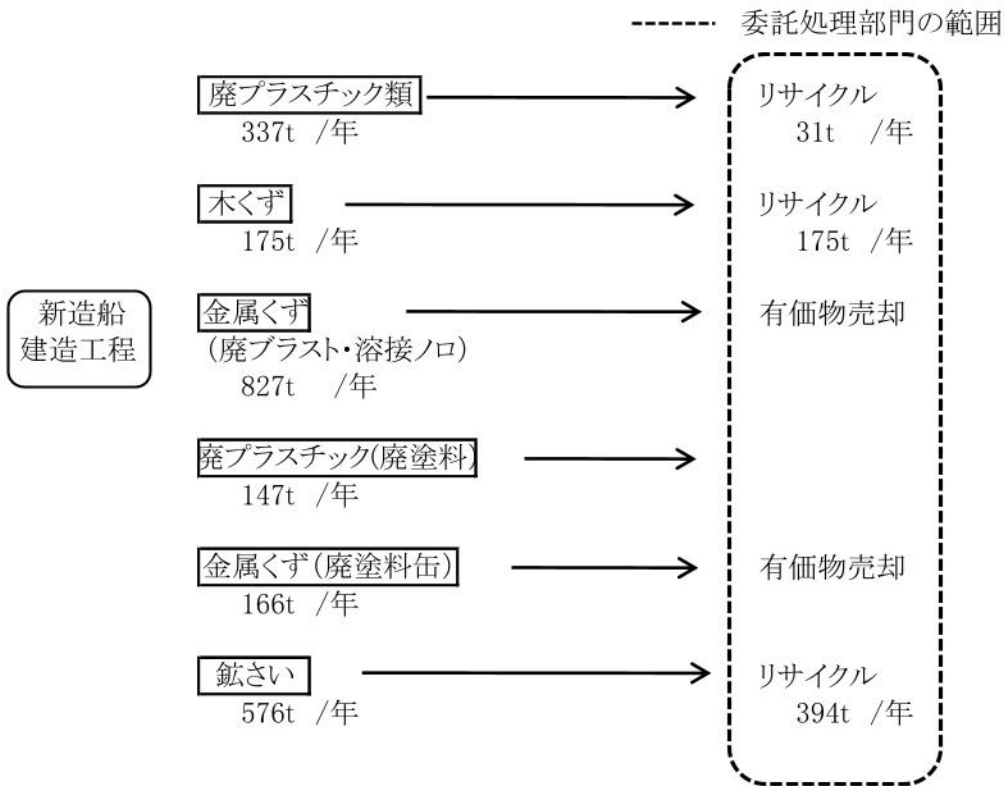 委託処理部門の範囲
廃プラスチック類
337t /年
リサイクル
31t /年
木くず
175t /年
リサイクル
175t /年
新造船
建造工程
金属くず
(廃ブラスト・溶接ノロ)
827t /年
有価物売却
廃プラスチック(廃塗料)
147t /年
金属くず(廃塗料缶)
166t /年
有価物売却
鉱さい
576t /年
リサイクル
394t /年